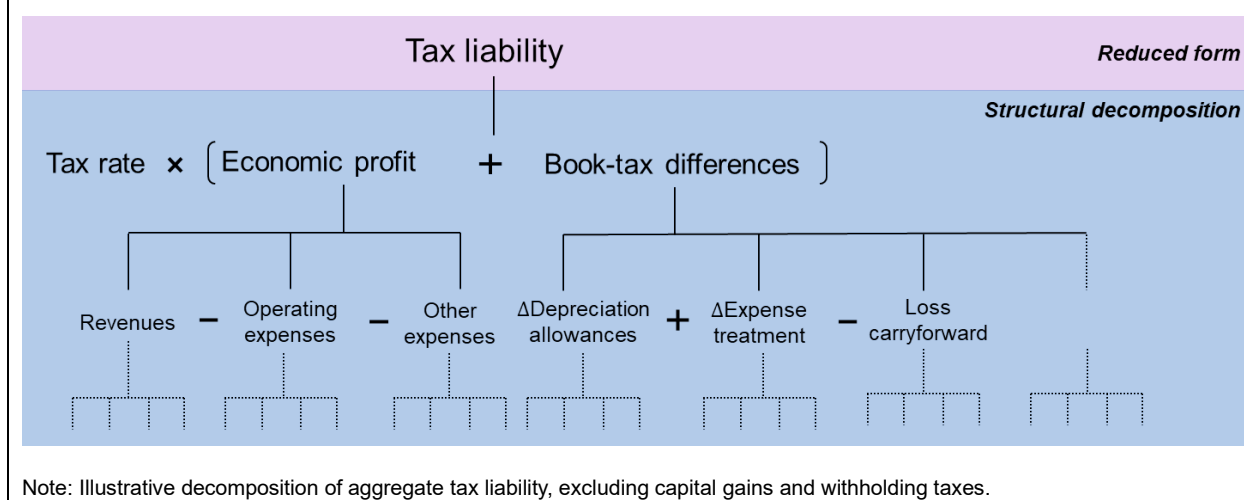 Tax liability
Reduced form
Structural decomposition
Tax rate × (Economic profit + Book-tax differences)
Revenues − Operating expenses − Other expenses
ΔDepreciation allowances + ΔExpense treatment − Loss carryforward
Note: Illustrative decomposition of aggregate tax liability, excluding capital gains and withholding taxes.